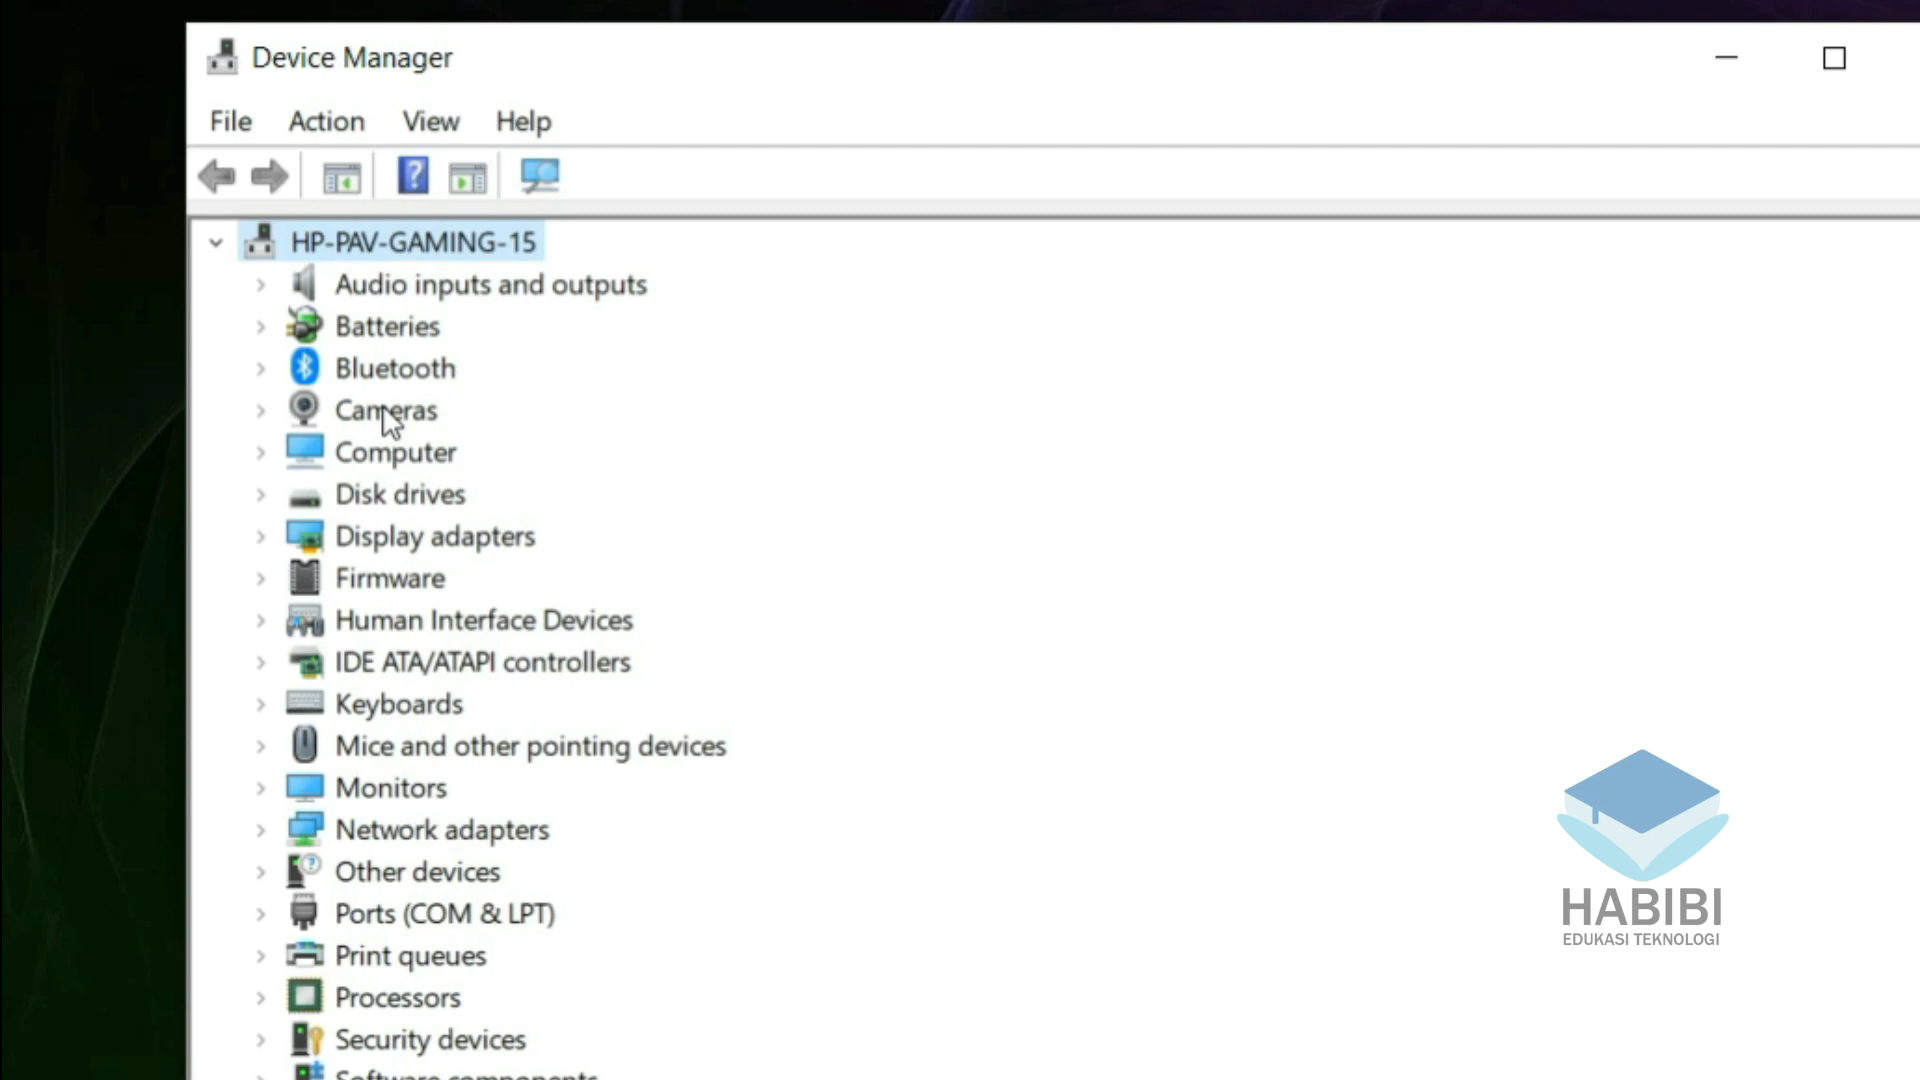 Device Manager
File Action View Help
HP-PAV-GAMING-15
Audio inputs and outputs
Batteries
Bluetooth
Cameras
Computer
Disk drives
Display adapters
Firmware
Human Interface Devices
IDE ATA/ATAPI controllers
Keyboards
Mice and other pointing devices
Monitors
Network adapters
Other devices
Ports (COM & LPT)
Print queues
Processors
Security devices
Software components
HABIBI
EDUKASI TEKNOLOGI